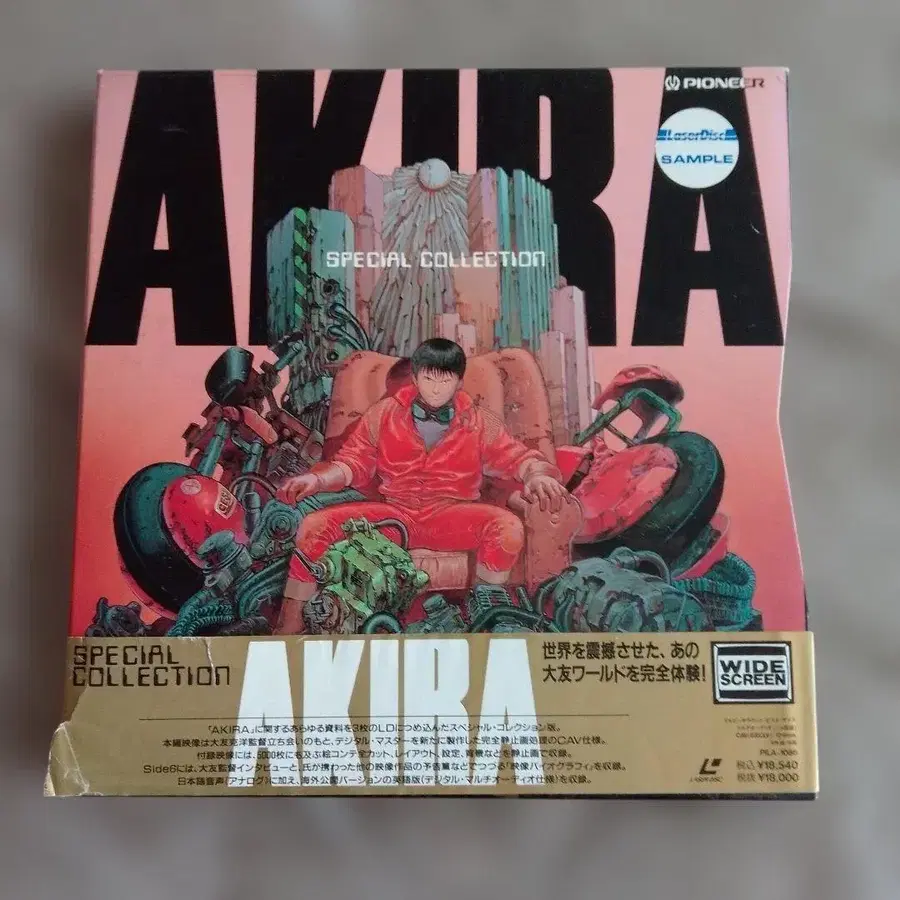 AKIRA
PIONEER
LaserDisc
SAMPLE
SPECIAL COLLECTION
SPECIAL
COLLECTION
AKIRA
世界を震撼させた、あの
大友ワールドを完全体験!
WIDE
SCREEN
「AKIRA」に関するあらゆる資料を3枚のLDにつめ込んだスペシャル・コレクション版。
本編映像は大友克洋監督立ち会いのもと、デジタル・マスターを新たに製作した完全静止画処理のCAV仕様。
付録映像には、5000枚にも及ぶ絵コンテ全カット、レイアウト、設定、背景などを静止画で収録。
Side6には、大友監督インタビューと、氏が携わった他の映像作品の予告篇などでつづる「映像バイオグラフィ」を収録。
日本語音声(アナログ)に加え、海外公開バージョンの英語版(デジタル・マルチオーディオ仕様)を収録。
税込 ¥18,540
税抜 ¥18,000